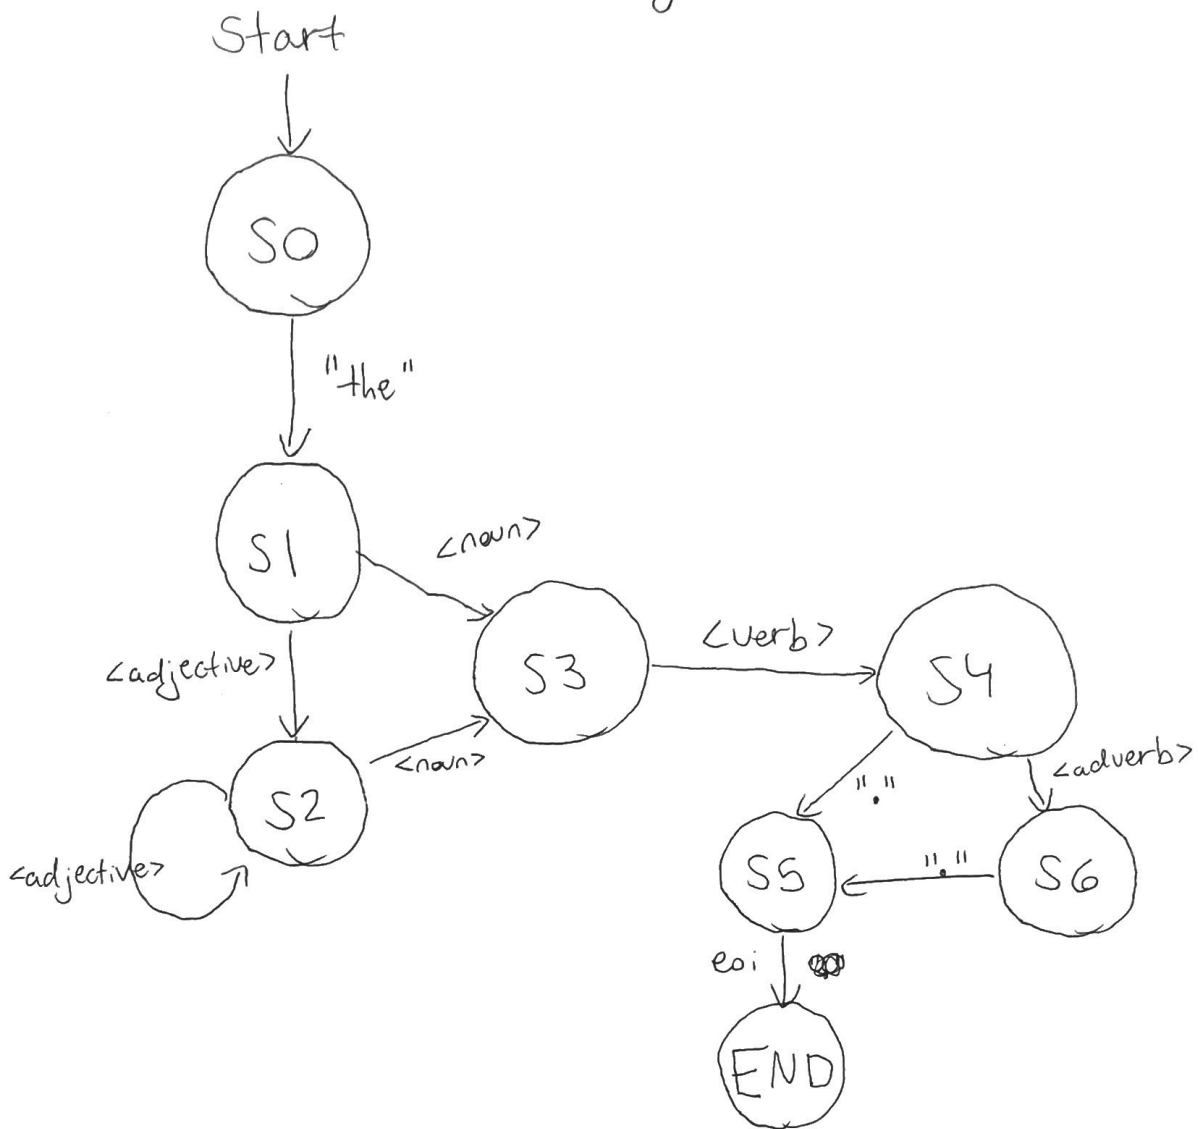 Start
S0
"the"
S1
<noun>
<adjective>
S3
<verb>
S4
S2
<noun>
<adjective>
"."
<adverb>
S5
"."
S6
eoi
END